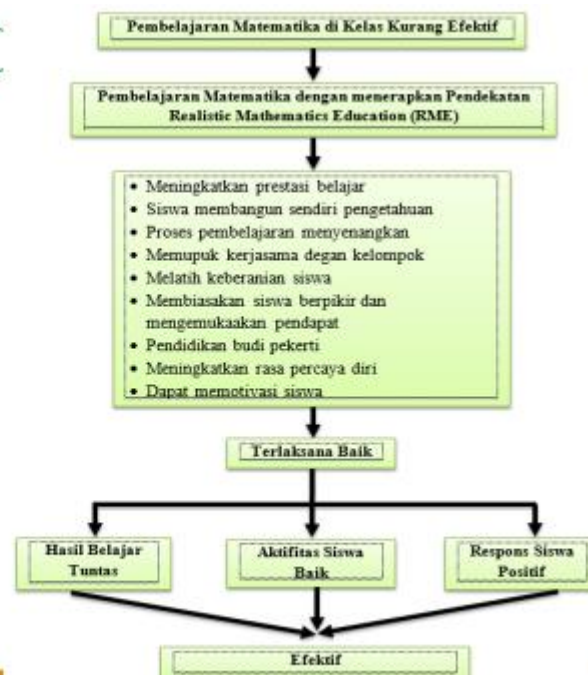 Pembelajaran Matematika di Kelas Kurang Efektif
Pembelajaran Matematika dengan menerapkan Pendekatan
Realistic Mathematics Education (RME)
• Meningkatkan prestasi belajar
• Siswa membangun sendiri pengetahuan
• Proses pembelajaran menyenangkan
• Memupuk kerjasama degan kelompok
• Melatih keberanian siswa
• Membiasakan siswa berpikir dan
mengemukaakan pendapat
• Pendidikan budi pekerti
• Meningkatkan rasa percaya diri
• Dapat memotivasi siswa
Terlaksana Baik
Hasil Belajar
Tuntas
Aktifitas Siswa
Baik
Respons Siswa
Positif
Efektif